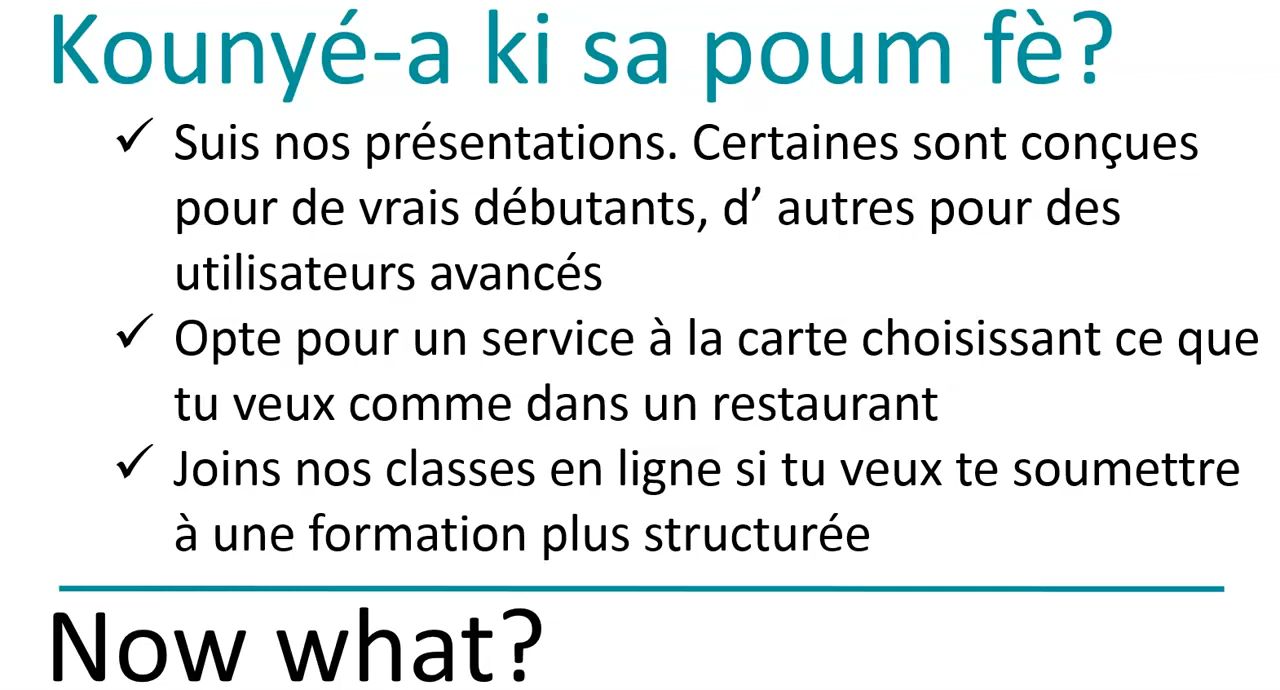 Kounyé-a ki sa poum fè?
✓ Suis nos présentations. Certaines sont conçues
pour de vrais débutants, d’ autres pour des
utilisateurs avancés
✓ Opte pour un service à la carte choisissant ce que
tu veux comme dans un restaurant
✓ Joins nos classes en ligne si tu veux te soumettre
à une formation plus structurée
Now what?